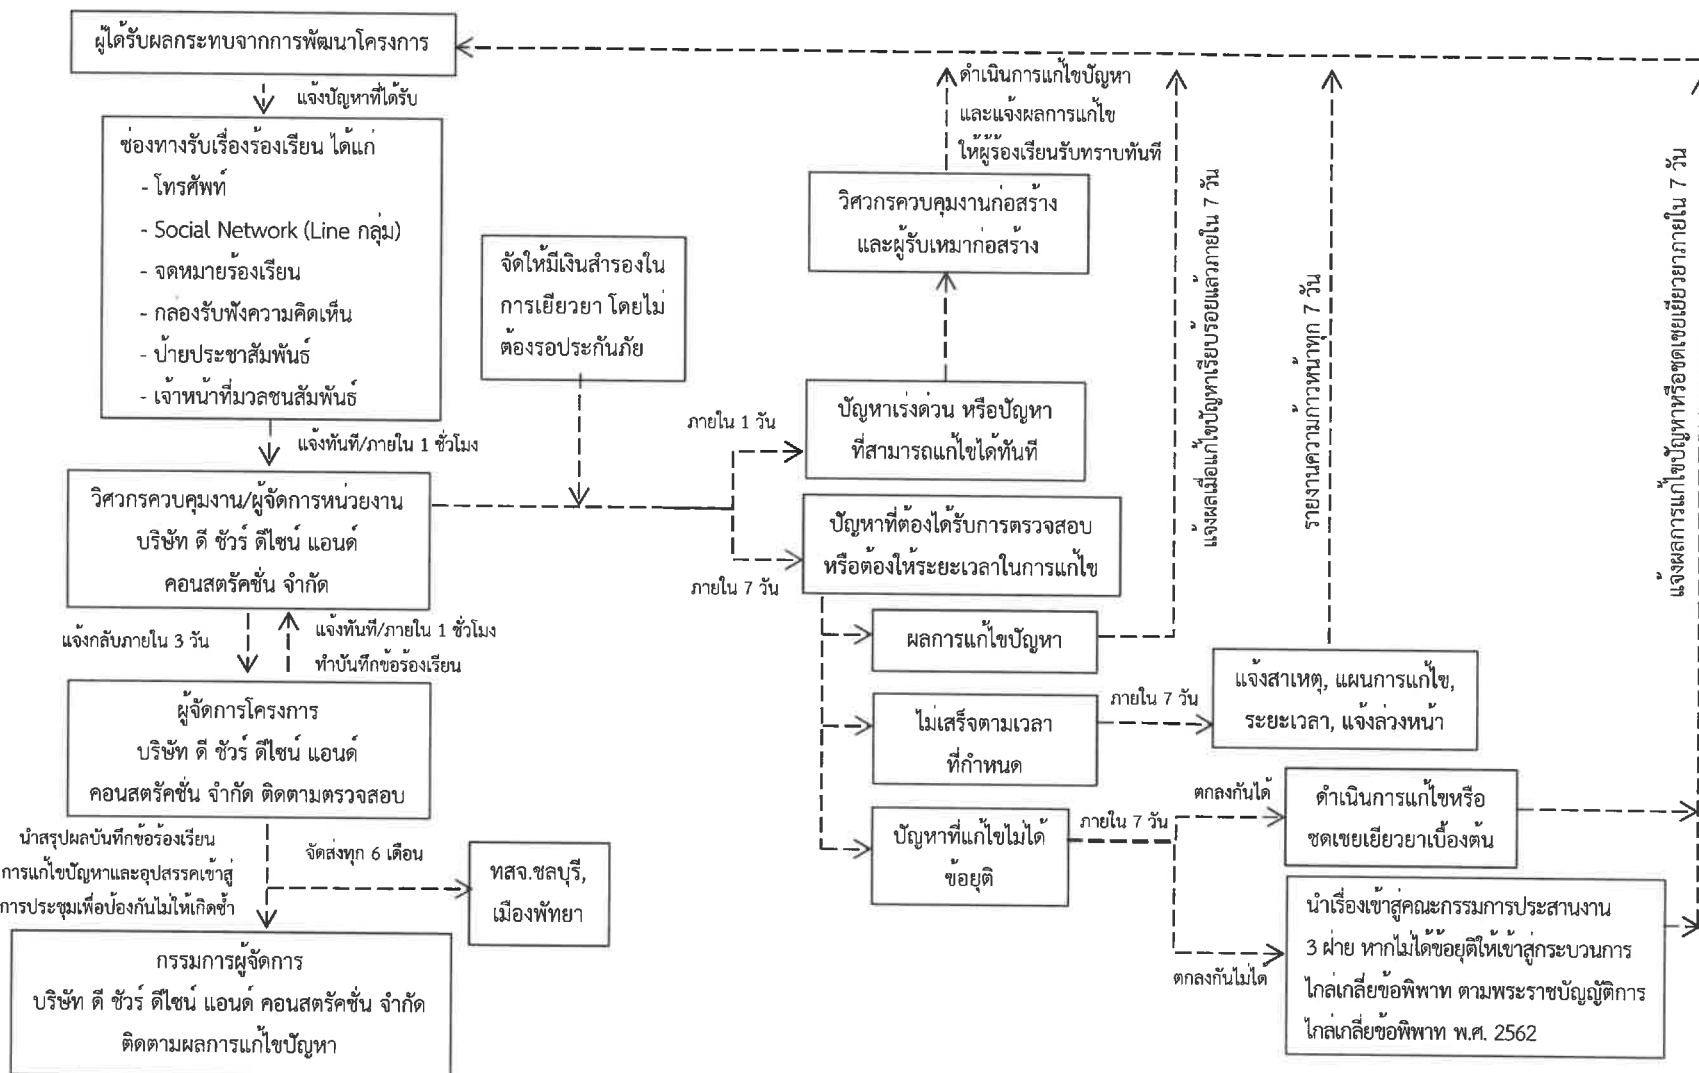 ผู้ได้รับผลกระทบจากการพัฒนาโครงการ
แจ้งปัญหาที่ได้รับ
ช่องทางรับเรื่องร้องเรียน ได้แก่
- โทรศัพท์
- Social Network (Line กลุ่ม)
- จดหมายร้องเรียน
- กล่องรับฟังความคิดเห็น
- ป้ายประชาสัมพันธ์
- เจ้าหน้าที่มวลชนสัมพันธ์
แจ้งทันที/ภายใน 1 ชั่วโมง
วิศวกรควบคุมงาน/ผู้จัดการหน่วยงาน
บริษัท ดี ชัวร์ ดีไซน์ แอนด์
คอนสตรัคชั่น จำกัด
แจ้งกลับภายใน 3 วัน
แจ้งทันที/ภายใน 1 ชั่วโมง
ทำบันทึกข้อร้องเรียน
ผู้จัดการโครงการ
บริษัท ดี ชัวร์ ดีไซน์ แอนด์
คอนสตรัคชั่น จำกัด ติดตามตรวจสอบ
นำสรุปผลบันทึกข้อร้องเรียน
การแก้ไขปัญหาและอุปสรรคเข้าสู่
การประชุมเพื่อป้องกันไม่ให้เกิดซ้ำ
จัดส่งทุก 6 เดือน
ทสจ.ชลบุรี,
เมืองพัทยา
กรรมการผู้จัดการ
บริษัท ดี ชัวร์ ดีไซน์ แอนด์ คอนสตรัคชั่น จำกัด
ติดตามผลการแก้ไขปัญหา
จัดให้มีเงินสำรองใน
การเยียวยา โดยไม่
ต้องรอประกันภัย
ภายใน 1 วัน
ภายใน 7 วัน
ดำเนินการแก้ไขปัญหา
และแจ้งผลการแก้ไข
ให้ผู้ร้องเรียนรับทราบทันที
วิศวกรควบคุมงานก่อสร้าง
และผู้รับเหมาก่อสร้าง
ปัญหาเร่งด่วน หรือปัญหา
ที่สามารถแก้ไขได้ทันที
ปัญหาที่ต้องได้รับการตรวจสอบ
หรือต้องให้ระยะเวลาในการแก้ไข
ผลการแก้ไขปัญหา
แจ้งผลเมื่อแก้ไขปัญหาเรียบร้อยแล้วภายใน 7 วัน
ไม่เสร็จตามเวลา
ที่กำหนด
ภายใน 7 วัน
แจ้งสาเหตุ, แผนการแก้ไข,
ระยะเวลา, แจ้งล่วงหน้า
รายงานความก้าวหน้าทุก 7 วัน
ปัญหาที่แก้ไขไม่ได้
ข้อยุติ
ภายใน 7 วัน
ตกลงกันได้
ดำเนินการแก้ไขหรือ
ชดเชยเยียวยาเบื้องต้น
ตกลงกันไม่ได้
นำเรื่องเข้าสู่คณะกรรมการประสานงาน
3 ฝ่าย หากไม่ได้ข้อยุติให้เข้าสู่กระบวนการ
ไกล่เกลี่ยข้อพิพาท ตามพระราชบัญญัติการ
ไกล่เกลี่ยข้อพิพาท พ.ศ. 2562
แจ้งผลการแก้ไขปัญหาหรือชดเชยเยียวยาภายใน 7 วัน